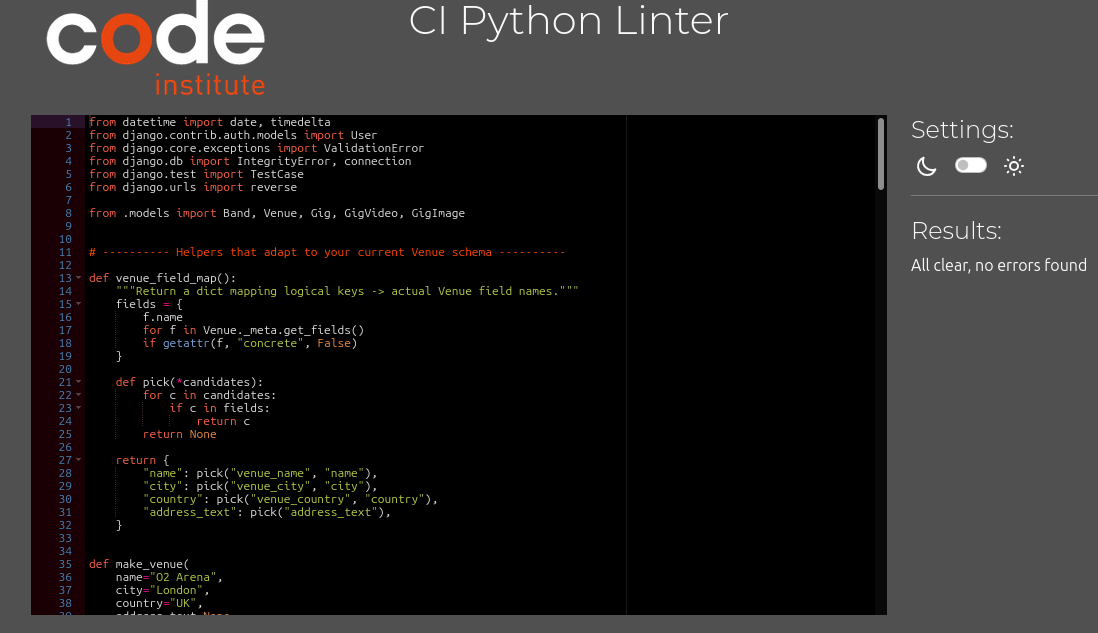 code
institute
CI Python Linter
1 from datetime import date, timedelta
2 from django.contrib.auth.models import User
3 from django.core.exceptions import ValidationError
4 from django.db import IntegrityError, connection
5 from django.test import TestCase
6 from django.urls import reverse
7
8 from .models import Band, Venue, Gig, GigVideo, GigImage
9
10
11 # ---------- Helpers that adapt to your current Venue schema ----------
12
13 def venue_field_map():
14     """Return a dict mapping logical keys -> actual Venue field names."""
15     fields = {
16         f.name
17         for f in Venue._meta.get_fields()
18         if getattr(f, "concrete", False)
19     }
20
21     def pick(*candidates):
22         for c in candidates:
23             if c in fields:
24                 return c
25         return None
26
27     return {
28         "name": pick("venue_name", "name"),
29         "city": pick("venue_city", "city"),
30         "country": pick("venue_country", "country"),
31         "address_text": pick("address_text"),
32     }
33
34
35 def make_venue(
36     name="O2 Arena",
37     city="London",
38     country="UK",
39     address_text=None,
Settings:
Results:
All clear, no errors found